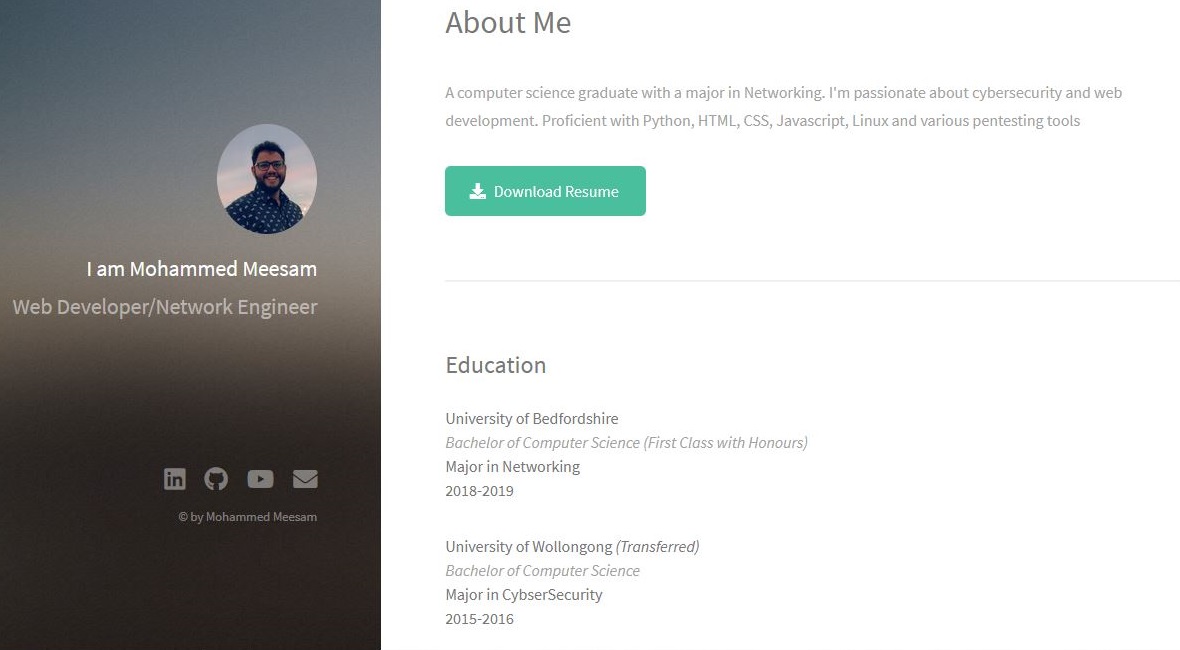 About Me
A computer science graduate with a major in Networking. I'm passionate about cybersecurity and web
development. Proficient with Python, HTML, CSS, Javascript, Linux and various pentesting tools
Download Resume
I am Mohammed Meesam
Web Developer/Network Engineer
in
© by Mohammed Meesam
Education
University of Bedfordshire
Bachelor of Computer Science (First Class with Honours)
Major in Networking
2018-2019
University of Wollongong (Transferred)
Bachelor of Computer Science
Major in CybserSecurity
2015-2016